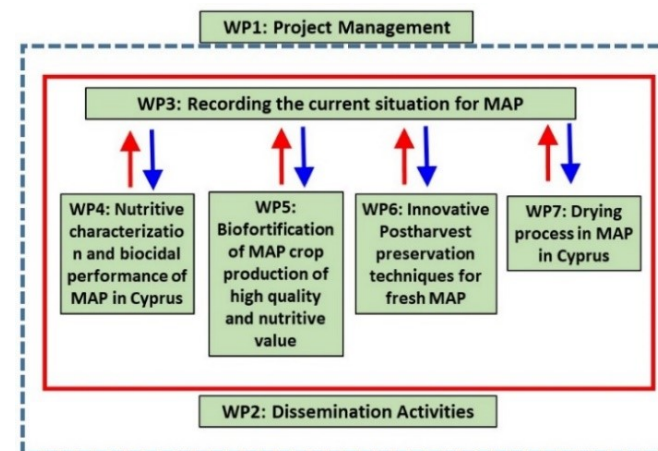 WP1: Project Management
WP3: Recording the current situation for MAP
WP4: Nutritive
characterizatio
n and biocidal
performance of
MAP in Cyprus
WP5:
Biofortification
of MAP crop
production of
high quality
and nutritive
value
WP6: Innovative
Postharvest
preservation
techniques for
fresh MAP
WP7: Drying
process in MAP
in Cyprus
WP2: Dissemination Activities